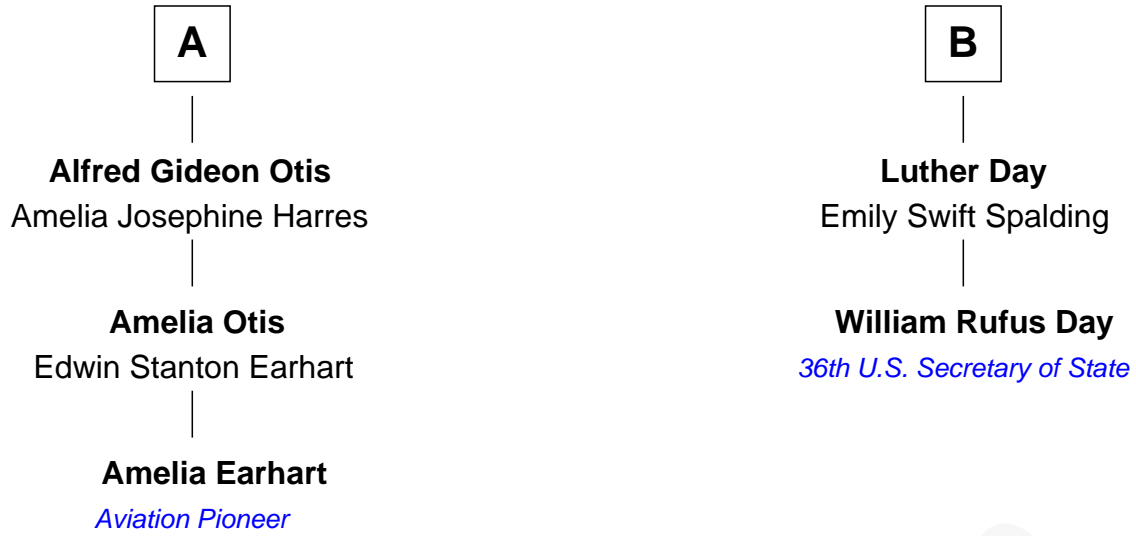 A
Alfred Gideon Otis
Amelia Josephine Harres
Amelia Otis
Edwin Stanton Earhart
Amelia Earhart
Aviation Pioneer
B
Luther Day
Emily Swift Spalding
William Rufus Day
36th U.S. Secretary of State